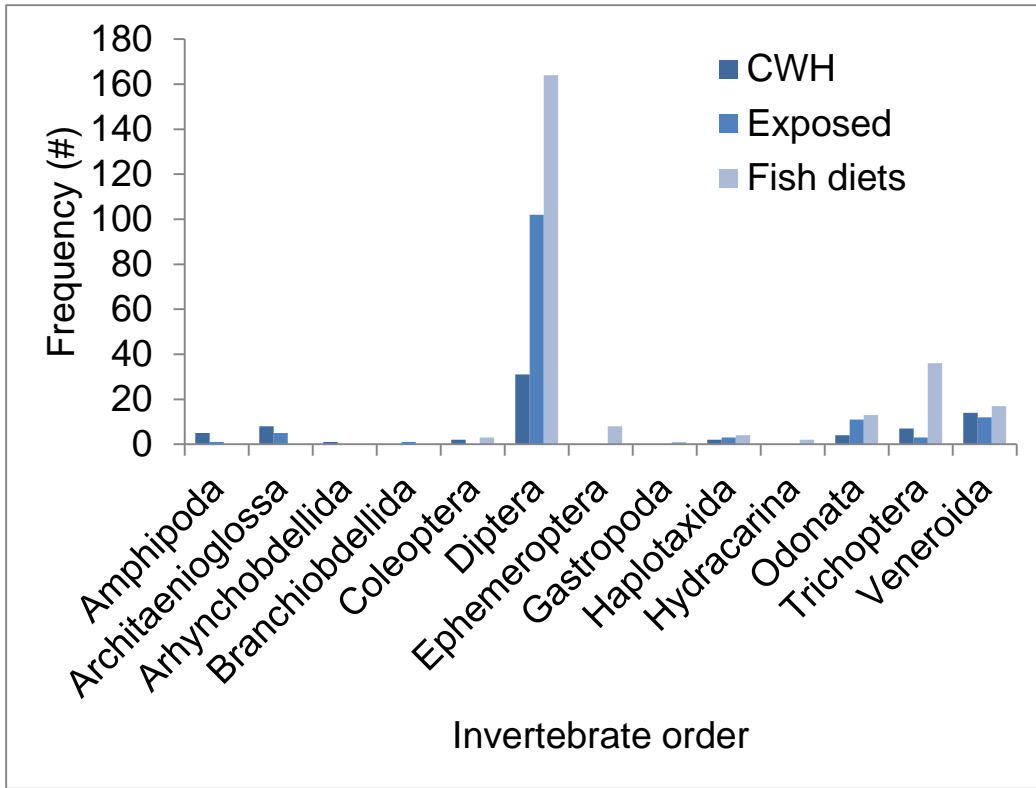 180
160
140
120
100
80
60
40
20
0
Frequency (#)
CWH
Exposed
Fish diets
Amphipoda
Architaenioglossa
Arhynchobdellida
Branchiobdellida
Coleoptera
Diptera
Ephemeroptera
Gastropoda
Haplotaxida
Hydracarina
Odonata
Trichoptera
Veneroida
Invertebrate order